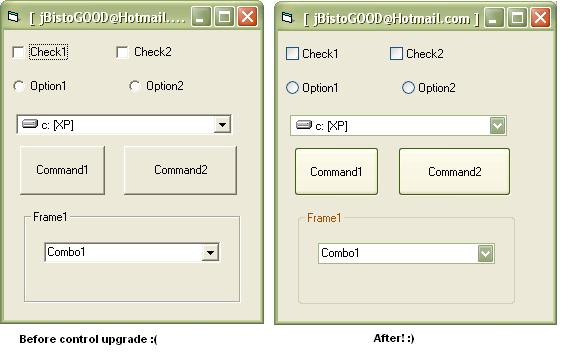 [ jBistoGOOD@Hotmail....
Check1 Check2
Option1 Option2
c: [XP]
Command1 Command2
Frame1
Combo1
Before control upgrade :(
[ jBistoGOOD@Hotmail.com ]
Check1 Check2
Option1 Option2
c: [XP]
Command1 Command2
Frame1
Combo1
After! :)